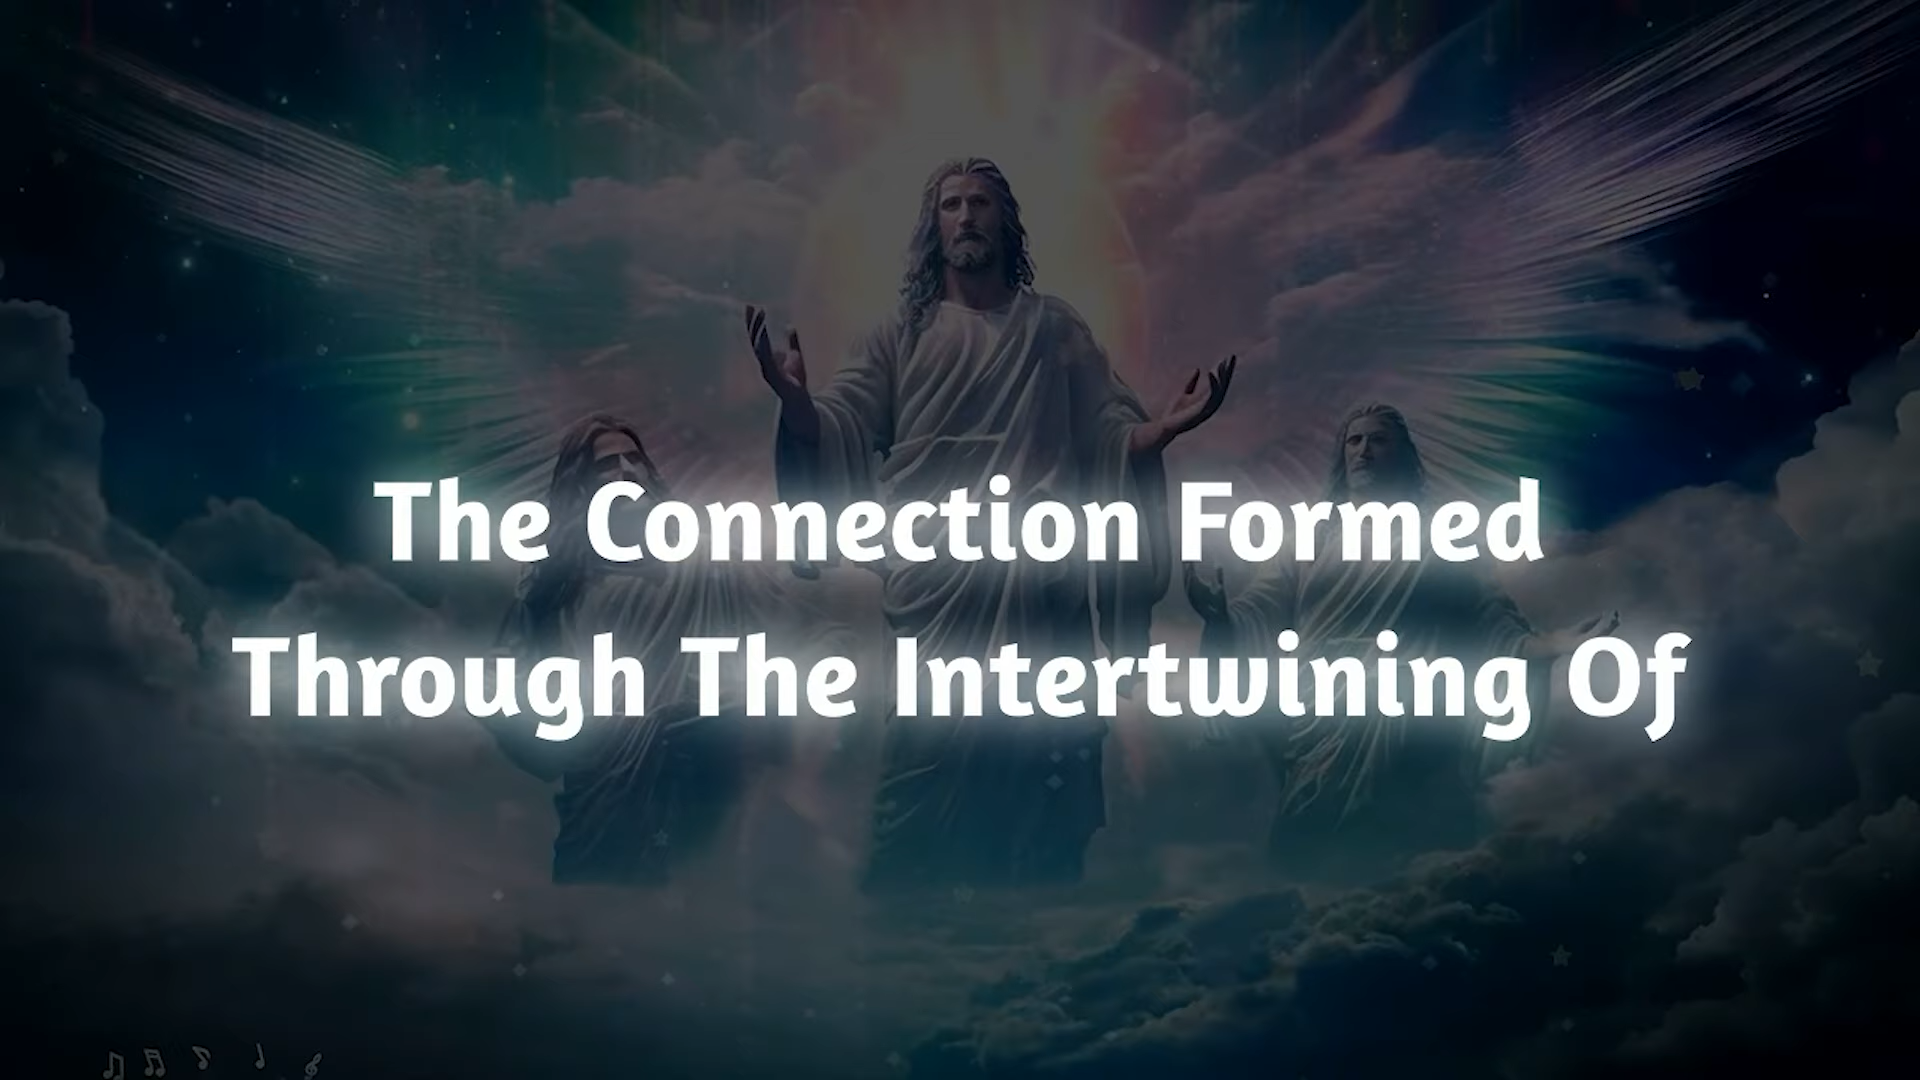 The Connection Formed
Through The Intertwining Of